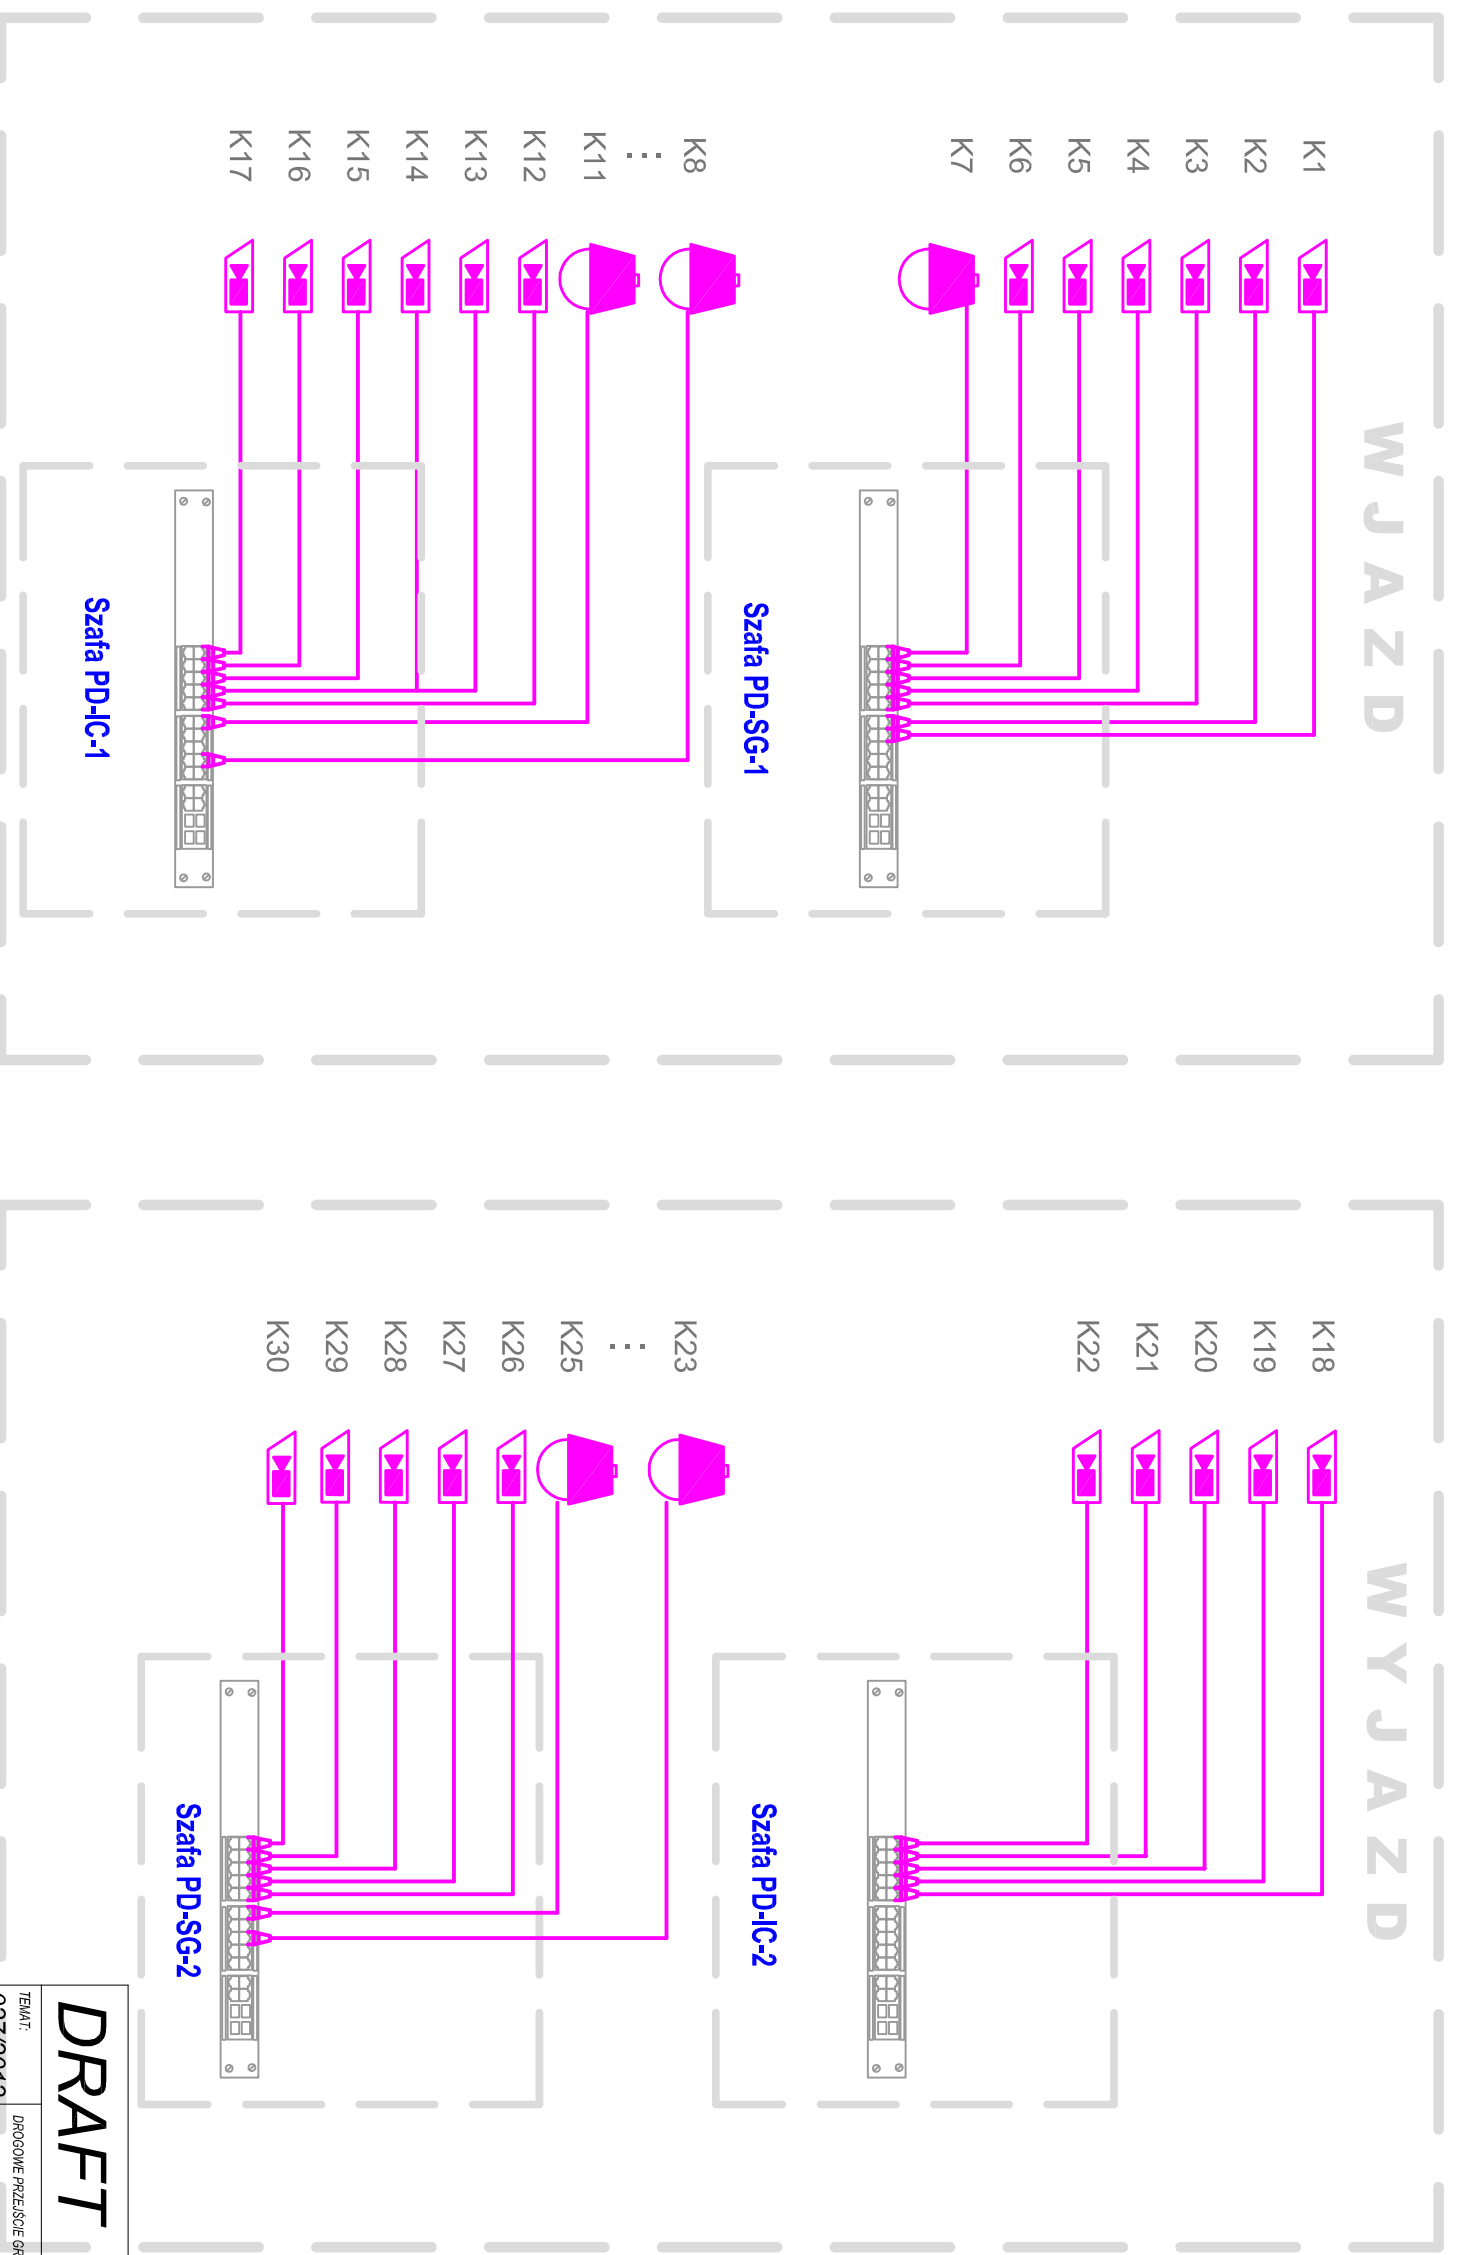 WJAZD
K1
K2
K3
K4
K5
K6
K7
K8
...
K11
K12
K13
K14
K15
K16
K17
Szafa PD-SG-1
Szafa PD-IC-1
WYJAZD
K18
K19
K20
K21
K22
K23
...
K25
K26
K27
K28
K29
K30
Szafa PD-IC-2
Szafa PD-SG-2
DRAFT
TEMAT:
DROGOWE PRZEJŚCIE GR